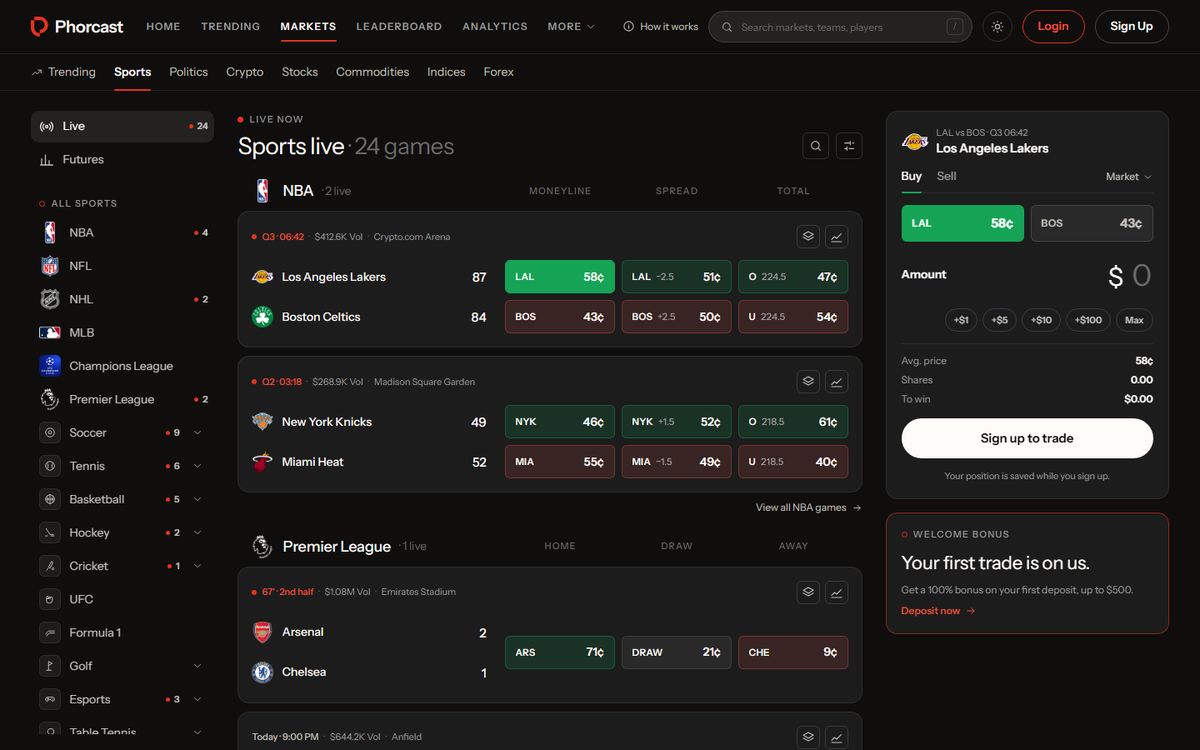 Phorcast HOME TRENDING MARKETS LEADERBOARD ANALYTICS MORE How it works Search markets, teams, players / Login Sign Up
Trending Sports Politics Crypto Stocks Commodities Indices Forex
Live 24
Futures
ALL SPORTS
NBA 4
NFL
NHL 2
MLB
Champions League
Premier League 2
Soccer 9
Tennis 6
Basketball 5
Hockey 2
Cricket 1
UFC
Formula 1
Golf
Esports 3
Table Tennis
LIVE NOW
Sports live · 24 games
NBA · 2 live MONEYLINE SPREAD TOTAL
Q3 · 06:42 · $412.6K Vol · Crypto.com Arena
Los Angeles Lakers 87 LAL 58¢ LAL −2.5 51¢ O 224.5 47¢
Boston Celtics 84 BOS 43¢ BOS +2.5 50¢ U 224.5 54¢
Q2 · 03:18 · $268.9K Vol · Madison Square Garden
New York Knicks 49 NYK 46¢ NYK +1.5 52¢ O 218.5 61¢
Miami Heat 52 MIA 55¢ MIA −1.5 49¢ U 218.5 40¢
View all NBA games →
Premier League · 1 live HOME DRAW AWAY
67' · 2nd half · $1.08M Vol · Emirates Stadium
Arsenal 2
Chelsea 1
ARS 71¢ DRAW 21¢ CHE 9¢
Today · 9:00 PM · $644.2K Vol · Anfield
LAL vs BOS · Q3 06:42
Los Angeles Lakers
Buy Sell Market
LAL 58¢ BOS 43¢
Amount $ 0
+$1 +$5 +$10 +$100 Max
Avg. price 58¢
Shares 0.00
To win $0.00
Sign up to trade
Your position is saved while you sign up.
WELCOME BONUS
Your first trade is on us.
Get a 100% bonus on your first deposit, up to $500.
Deposit now →